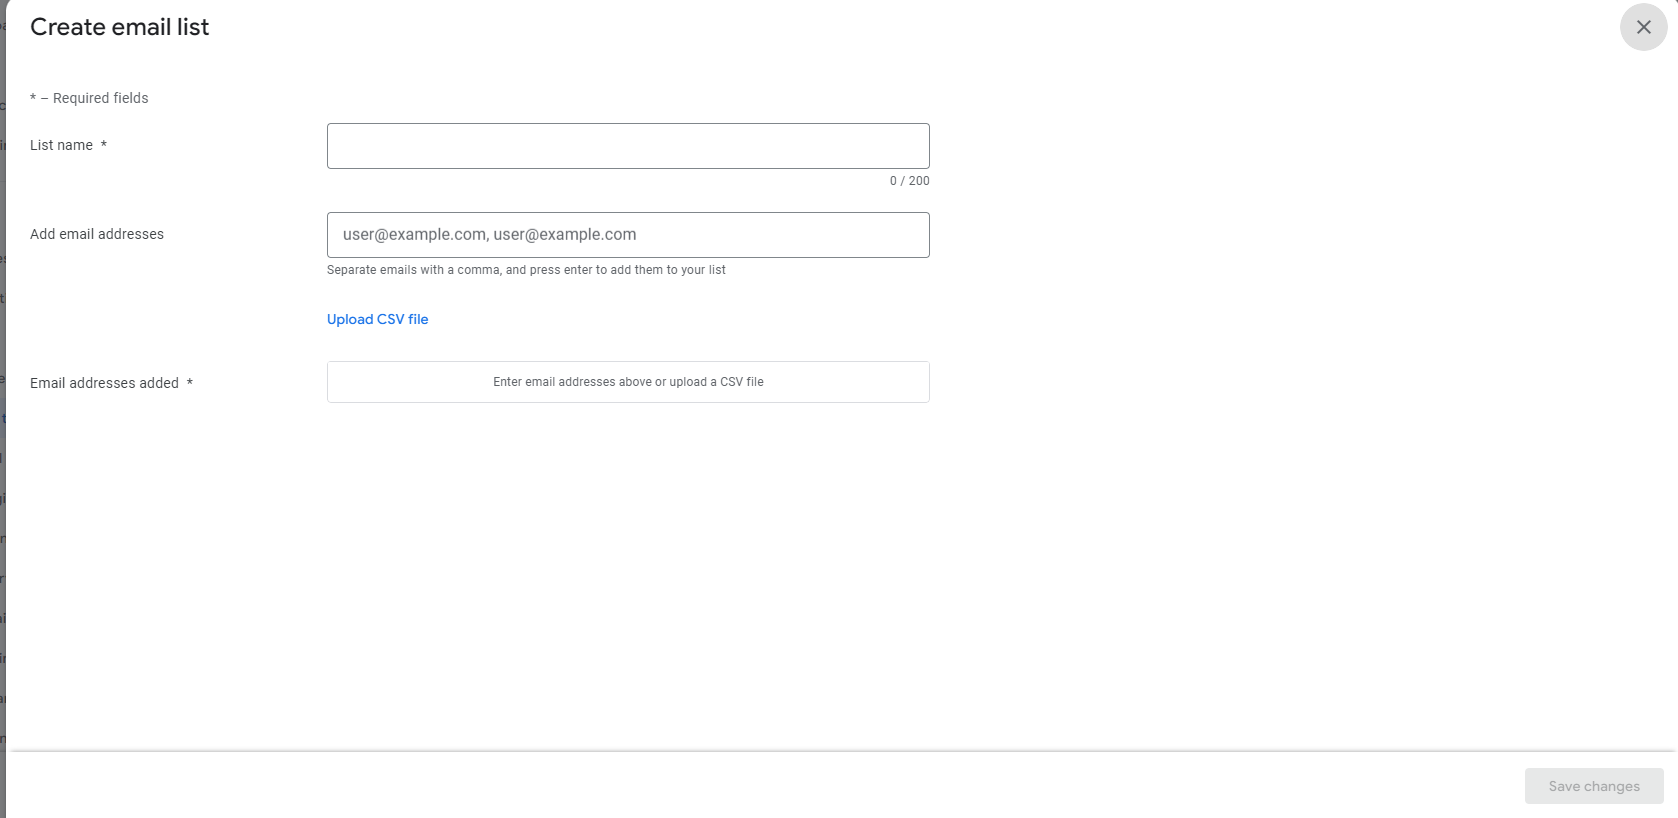 Create email list
* – Required fields
List name *
0 / 200
Add email addresses
user@example.com, user@example.com
Separate emails with a comma, and press enter to add them to your list
Upload CSV file
Email addresses added *
Enter email addresses above or upload a CSV file
Save changes